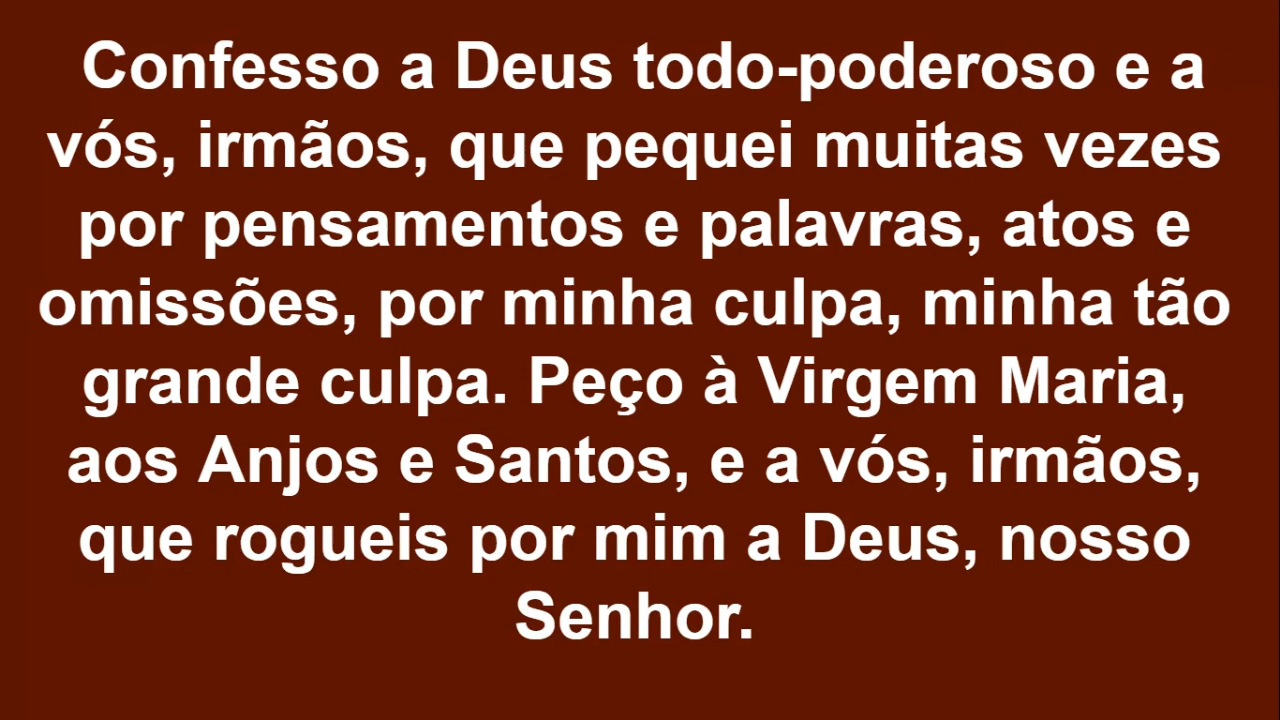 Confesso a Deus todo-poderoso e a
vós, irmãos, que pequei muitas vezes
por pensamentos e palavras, atos e
omissões, por minha culpa, minha tão
grande culpa. Peço à Virgem Maria,
aos Anjos e Santos, e a vós, irmãos,
que rogueis por mim a Deus, nosso
Senhor.